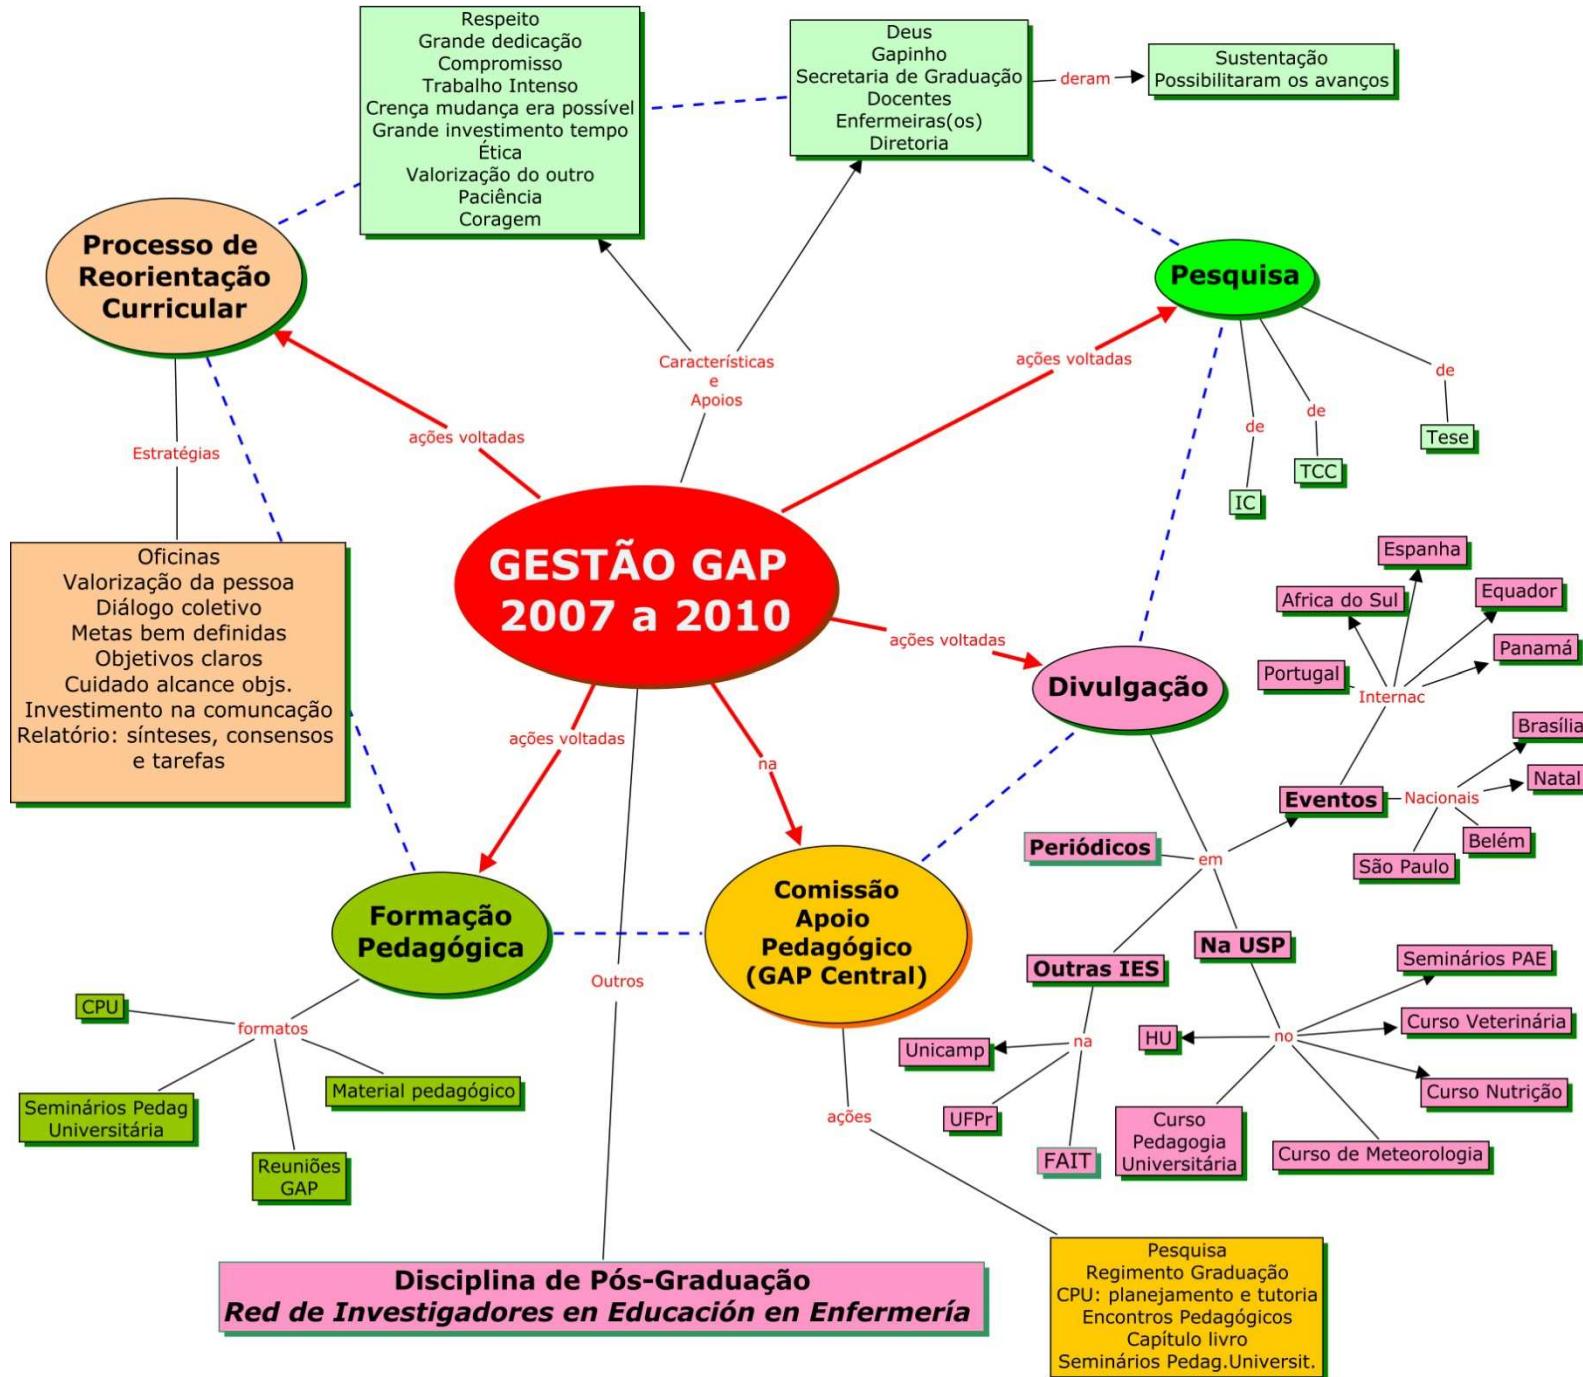 Respeito
Grande dedicação
Compromisso
Trabalho Intenso
Crença mudança era possível
Grande investimento tempo
Ética
Valorização do outro
Paciência
Coragem
Deus
Gapinho
Secretaria de Graduação
Docentes
Enfermeiras(os)
Diretoria
deram
Sustentação
Possibilitaram os avanços
Processo de
Reorientação
Curricular
Pesquisa
Características
e
Apoios
ações voltadas
ações voltadas
Estratégias
de
de
de
Tese
TCC
IC
Oficinas
Valorização da pessoa
Diálogo coletivo
Metas bem definidas
Objetivos claros
Cuidado alcance objs.
Investimento na comuncação
Relatório: sínteses, consensos
e tarefas
GESTÃO GAP
2007 a 2010
ações voltadas
Divulgação
Espanha
Africa do Sul
Equador
Panamá
Portugal
Internac
Brasília
Natal
Eventos
Nacionais
Belém
São Paulo
ações voltadas
na
Periódicos
em
Formação
Pedagógica
Comissão
Apoio
Pedagógico
(GAP Central)
Outros
Outras IES
Na USP
Seminários PAE
Curso Veterinária
HU
no
Curso Nutrição
Curso
Pedagogia
Universitária
Curso de Meteorologia
Unicamp
na
UFPr
FAIT
CPU
formatos
Material pedagógico
Seminários Pedag
Universitária
Reuniões
GAP
ações
Disciplina de Pós-Graduação
Red de Investigadores en Educación en Enfermería
Pesquisa
Regimento Graduação
CPU: planejamento e tutoria
Encontros Pedagógicos
Capítulo livro
Seminários Pedag.Universit.